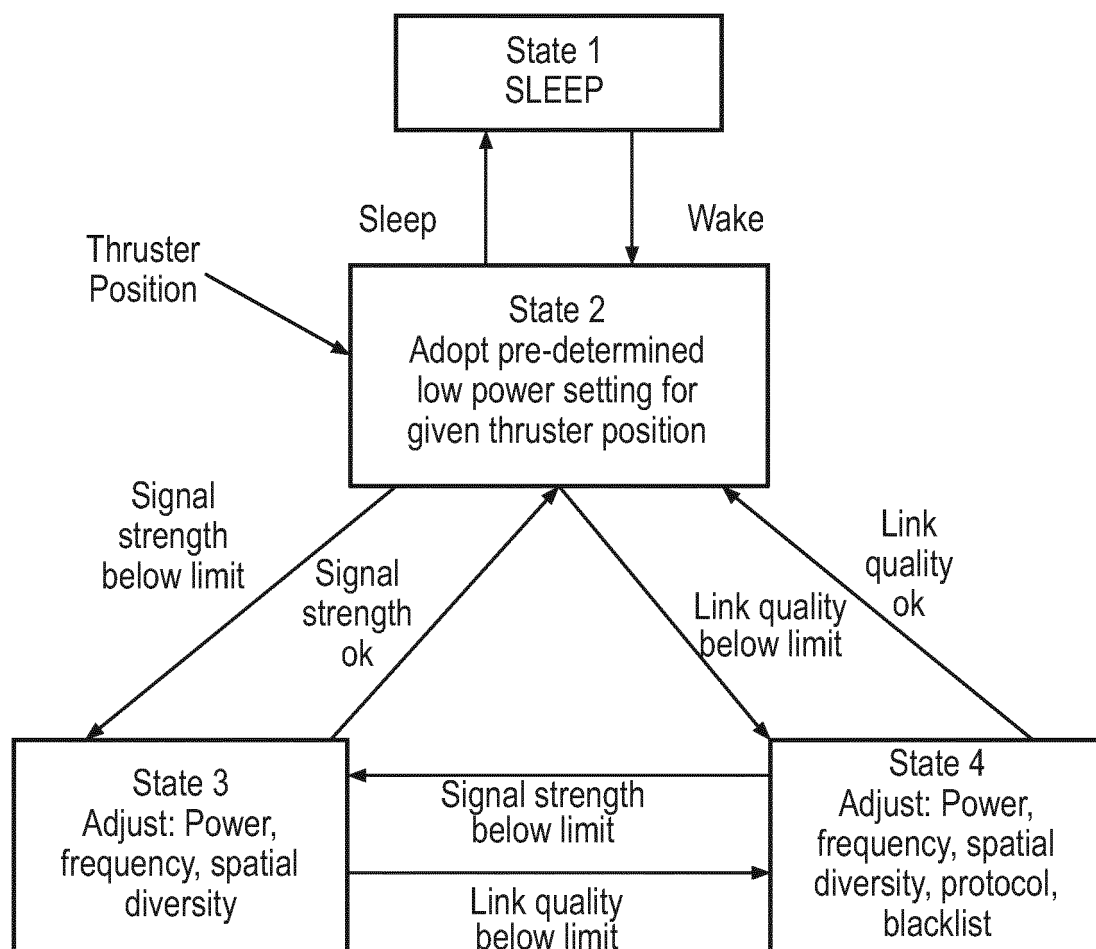 State 1
SLEEP
Sleep
Wake
Thruster
Position
State 2
Adopt pre-determined
low power setting for
given thruster position
Signal
strength
below limit
Signal
strength
ok
Link quality
below limit
Link
quality
ok
State 3
Adjust: Power,
frequency, spatial
diversity
Signal strength
below limit
Link quality
below limit
State 4
Adjust: Power,
frequency, spatial
diversity, protocol,
blacklist